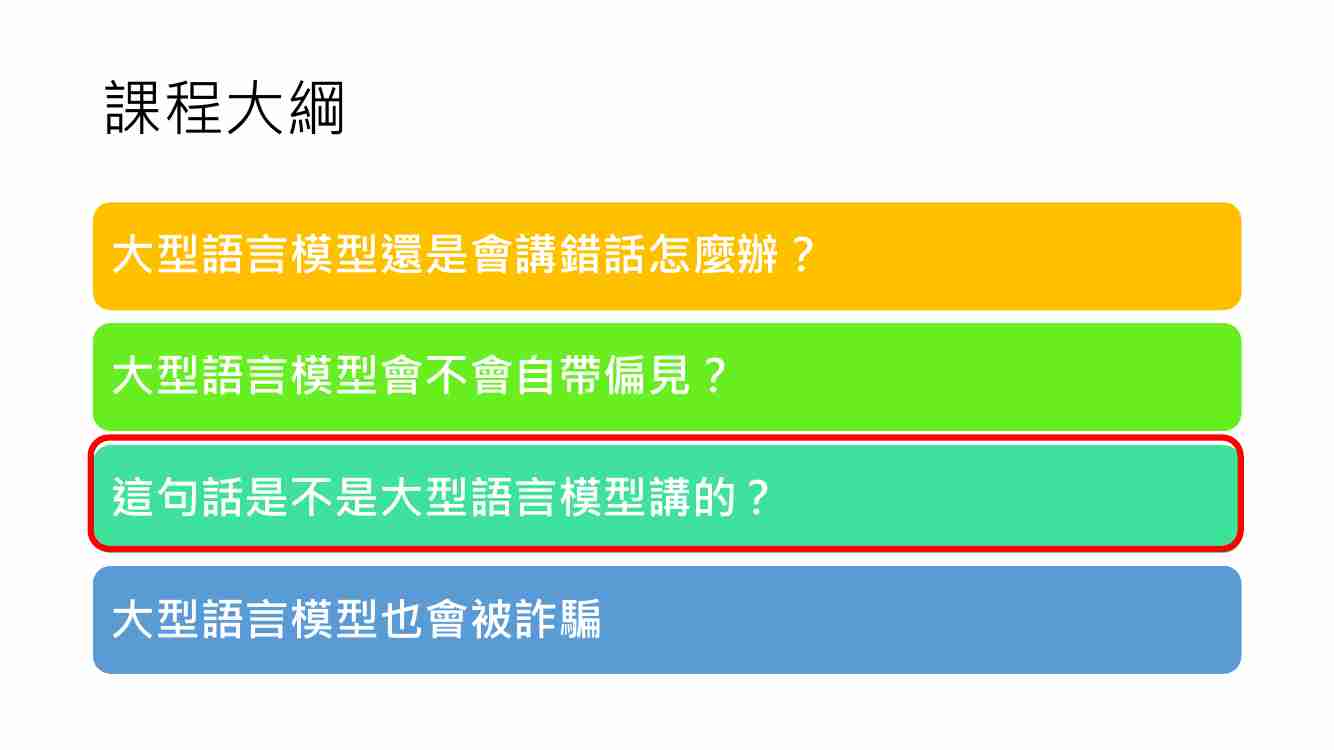 課程大綱
大型語言模型還是會講錯話怎麼辦？
大型語言模型會不會自帶偏見？
這句話是不是大型語言模型講的？
大型語言模型也會被詐騙